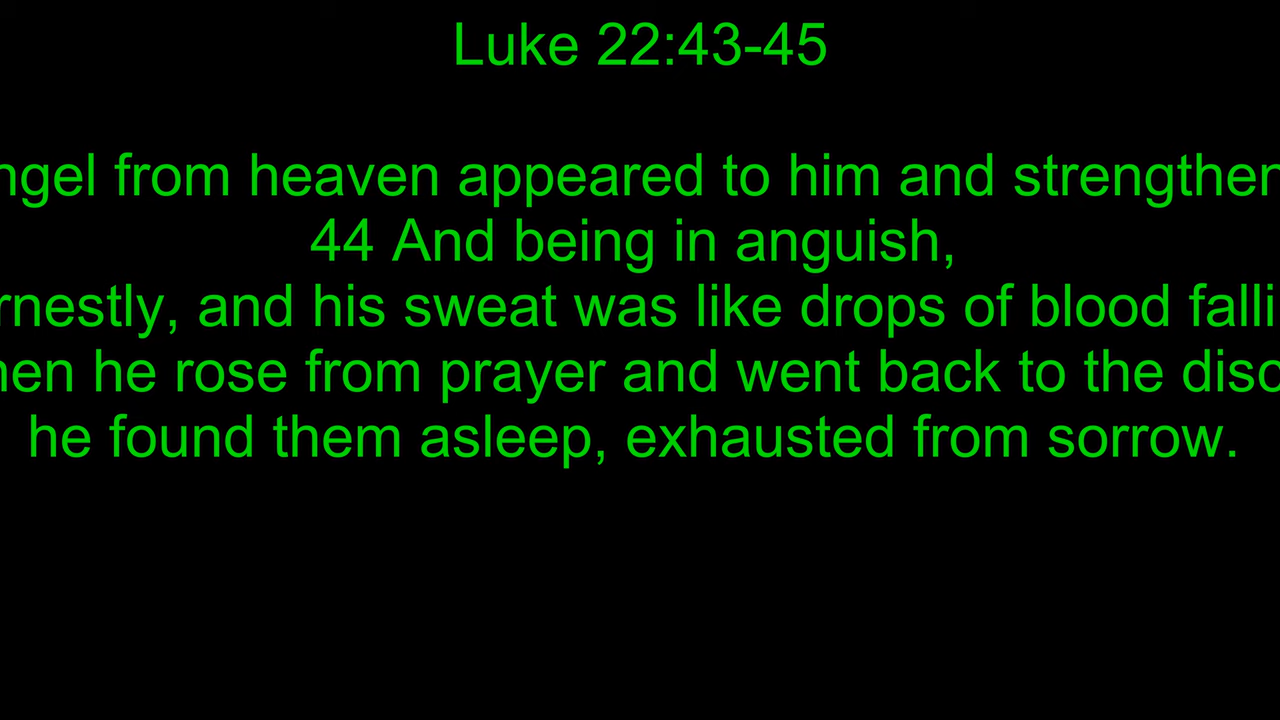 Luke 22:43-45
ngel from heaven appeared to him and strengthen
44 And being in anguish,
rnestly, and his sweat was like drops of blood falli
hen he rose from prayer and went back to the disc
he found them asleep, exhausted from sorrow.